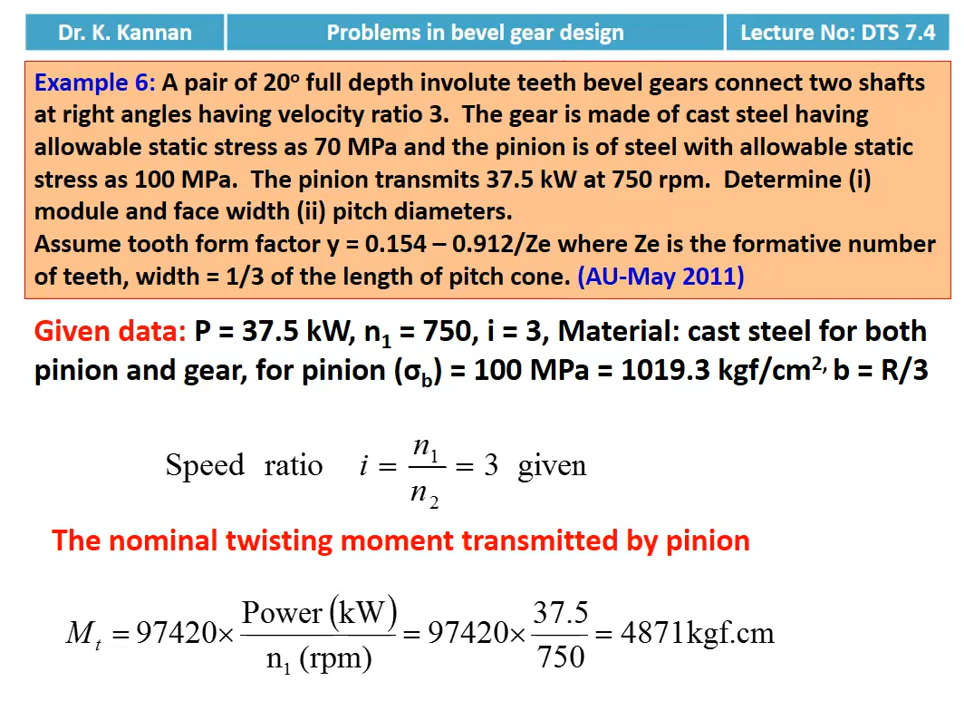 Dr. K. Kannan
Problems in bevel gear design
Lecture No: DTS 7.4
Example 6: A pair of 20° full depth involute teeth bevel gears connect two shafts
at right angles having velocity ratio 3. The gear is made of cast steel having
allowable static stress as 70 MPa and the pinion is of steel with allowable static
stress as 100 MPa. The pinion transmits 37.5 kW at 750 rpm. Determine (i)
module and face width (ii) pitch diameters.
Assume tooth form factor y = 0.154 – 0.912/Ze where Ze is the formative number
of teeth, width = 1/3 of the length of pitch cone. (AU-May 2011)
Given data: P = 37.5 kW, n₁ = 750, i = 3, Material: cast steel for both
pinion and gear, for pinion (σ_b) = 100 MPa = 1019.3 kgf/cm², b = R/3
Speed ratio i = n₁/n₂ = 3 given
The nominal twisting moment transmitted by pinion
M_t = 97420 × Power (kW)/n₁ (rpm) = 97420 × 37.5/750 = 4871kgf.cm